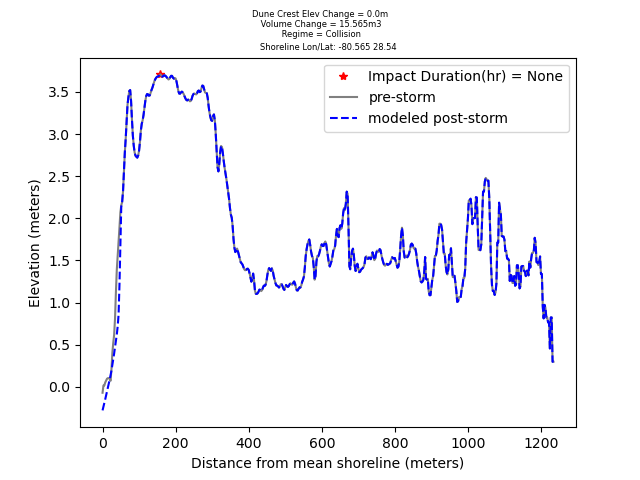 Dune Crest Elev Change = 0.0m
Volume Change = 15.565m3
Regime = Collision
Shoreline Lon/Lat: -80.565 28.54
Impact Duration(hr) = None
pre-storm
modeled post-storm
Elevation (meters)
3.5
3.0
2.5
2.0
1.5
1.0
0.5
0.0
0 200 400 600 800 1000 1200
Distance from mean shoreline (meters)